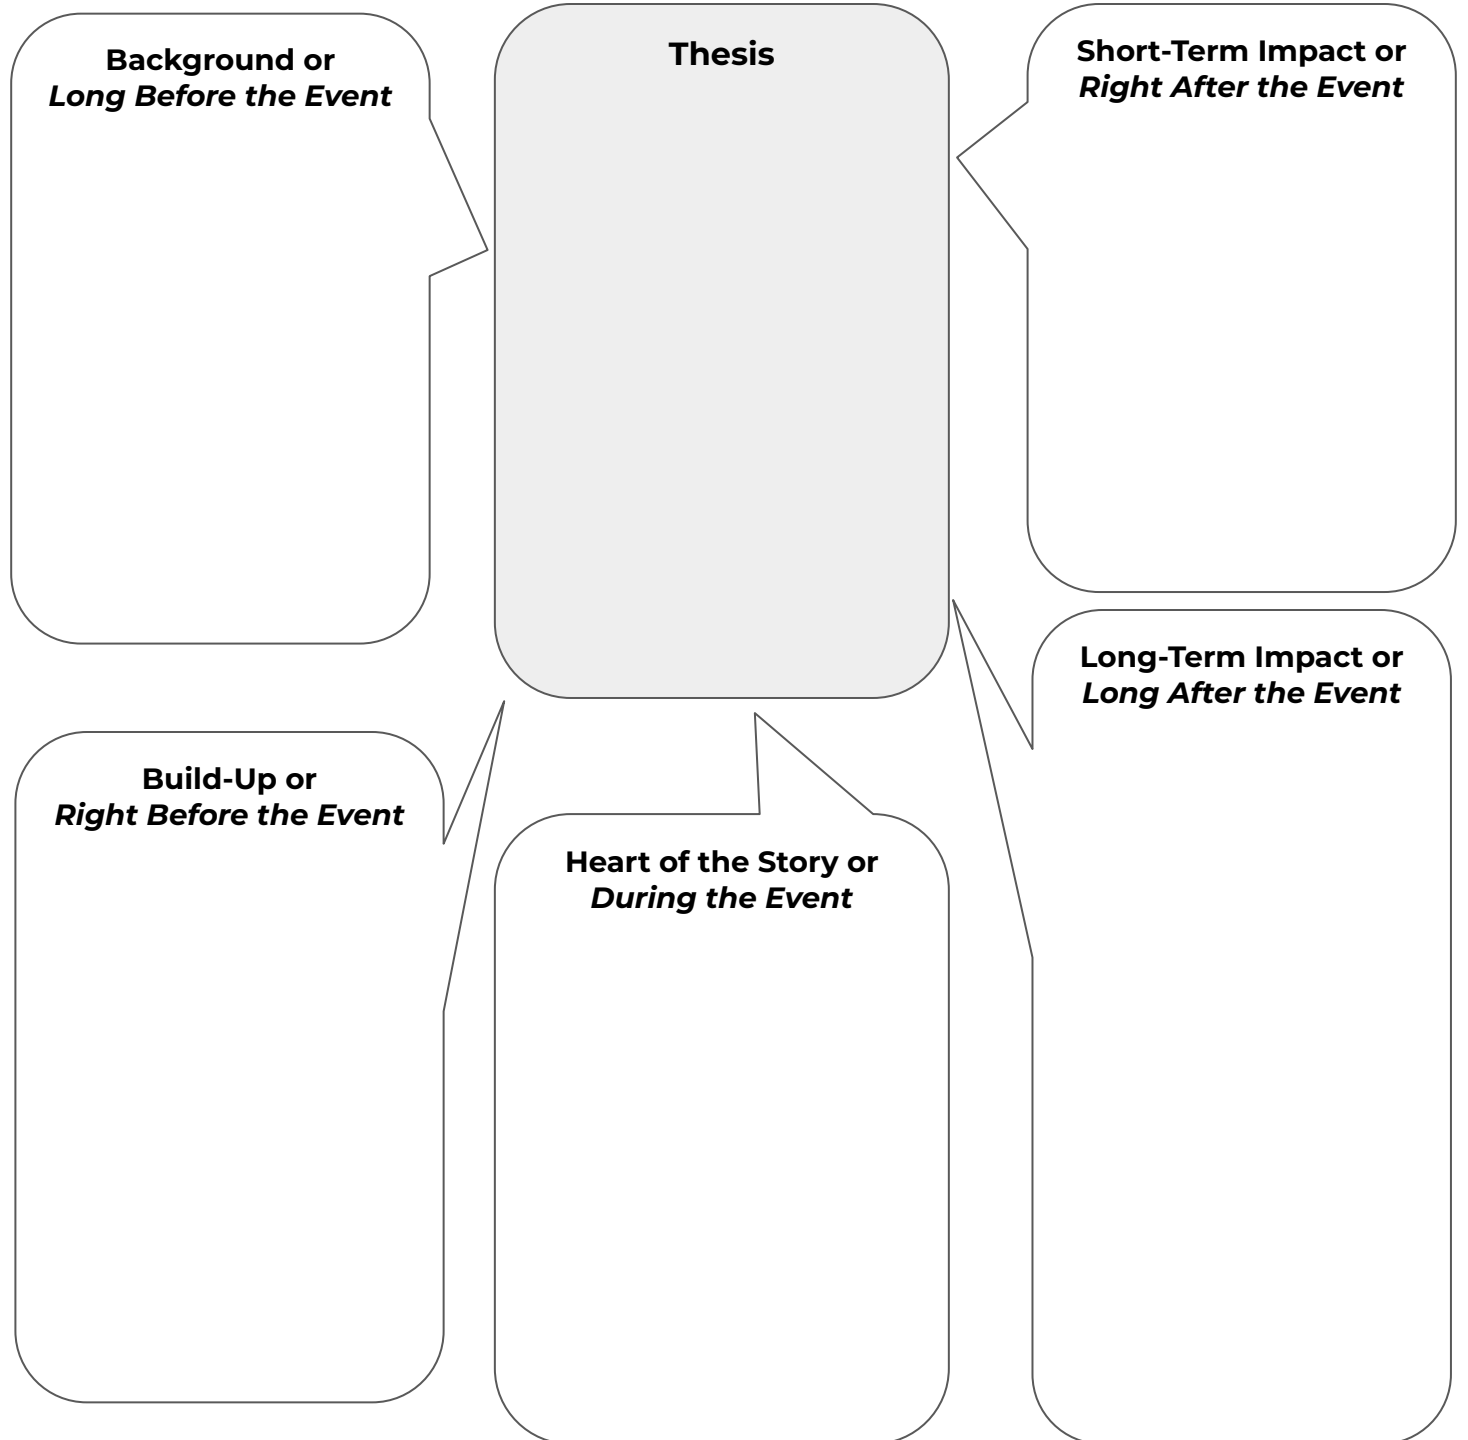 Background or
Long Before the Event
Thesis
Short-Term Impact or
Right After the Event
Build-Up or
Right Before the Event
Heart of the Story or
During the Event
Long-Term Impact or
Long After the Event